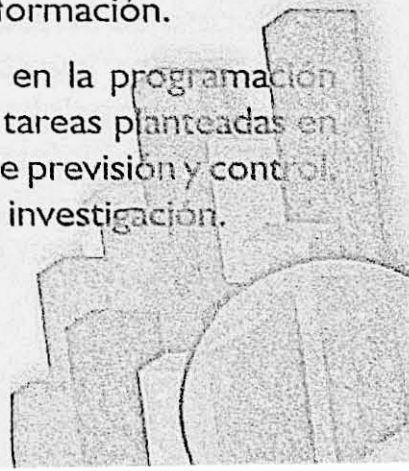 formación.
en la programación
tareas planteadas en
e previsión y control.
investigación.